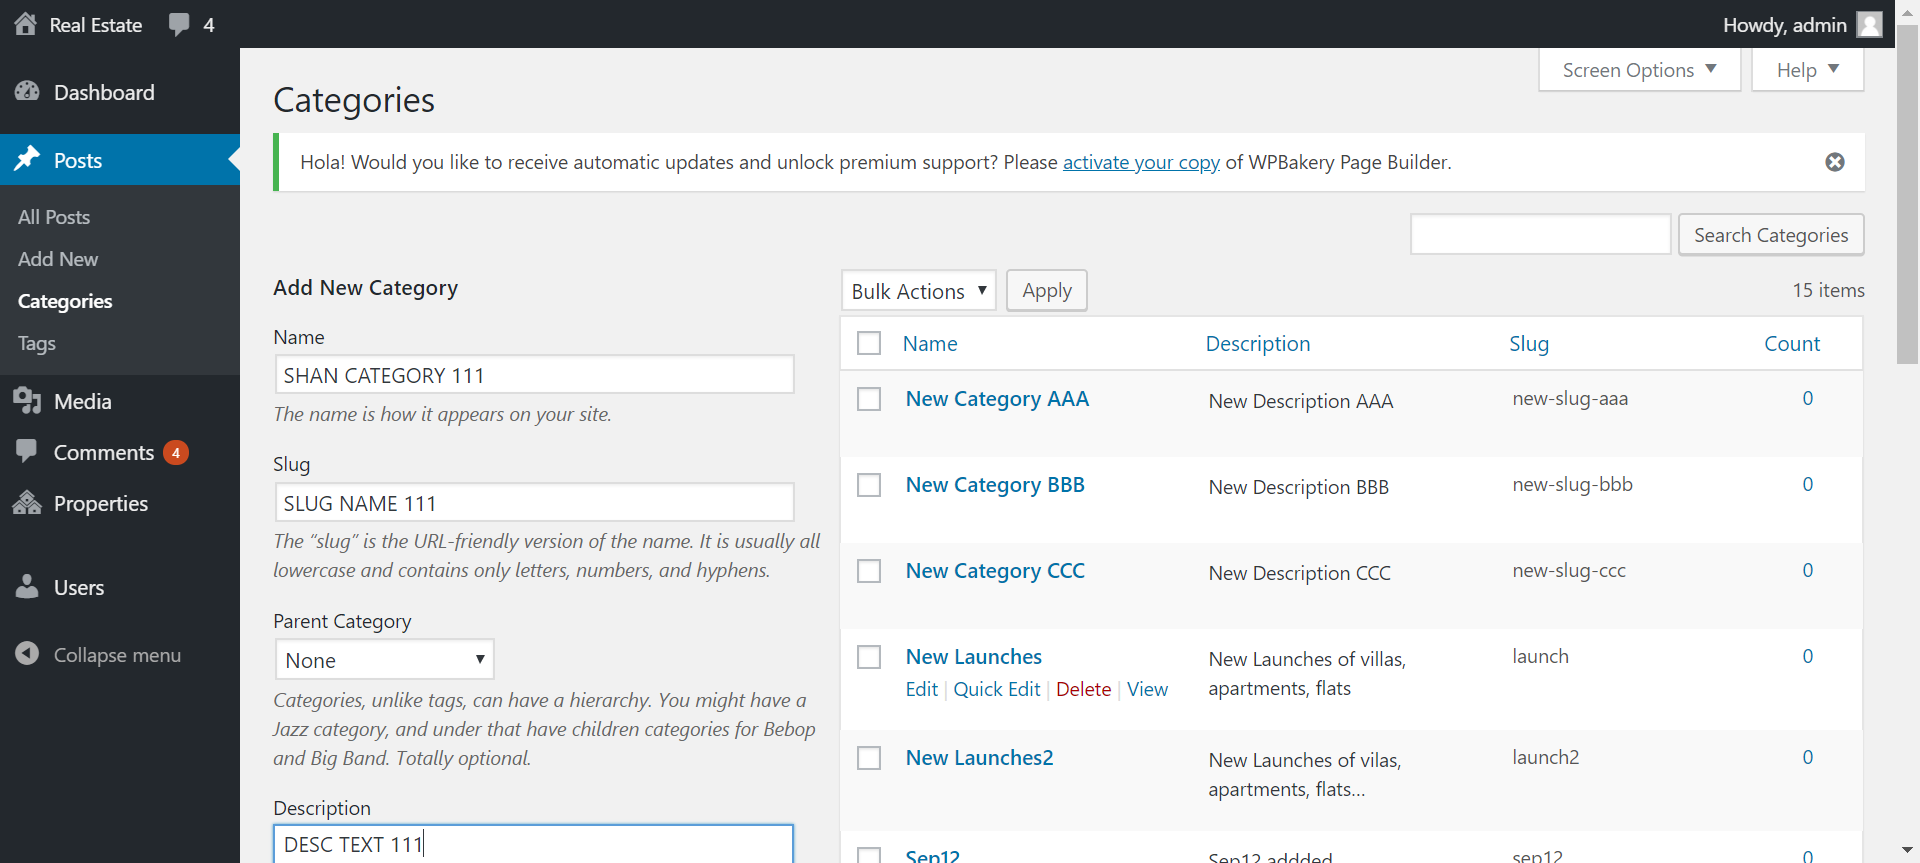 Real Estate 4 Howdy, admin
Screen Options Help
Dashboard
Posts
All Posts
Add New
Categories
Tags
Media
Comments 4
Properties
Users
Collapse menu
Categories
Hola! Would you like to receive automatic updates and unlock premium support? Please activate your copy of WPBakery Page Builder.
Search Categories
Add New Category
Name
SHAN CATEGORY 111
The name is how it appears on your site.
Slug
SLUG NAME 111
The “slug” is the URL-friendly version of the name. It is usually all
lowercase and contains only letters, numbers, and hyphens.
Parent Category
None
Categories, unlike tags, can have a hierarchy. You might have a
Jazz category, and under that have children categories for Bebop
and Big Band. Totally optional.
Description
DESC TEXT 111
Bulk Actions Apply 15 items
Name Description Slug Count
New Category AAA New Description AAA new-slug-aaa 0
New Category BBB New Description BBB new-slug-bbb 0
New Category CCC New Description CCC new-slug-ccc 0
New Launches New Launches of villas, launch 0
Edit | Quick Edit | Delete | View apartments, flats
New Launches2 New Launches of vilas, launch2 0
apartments, flats...
Sep12 Sep12 addded sep12 0